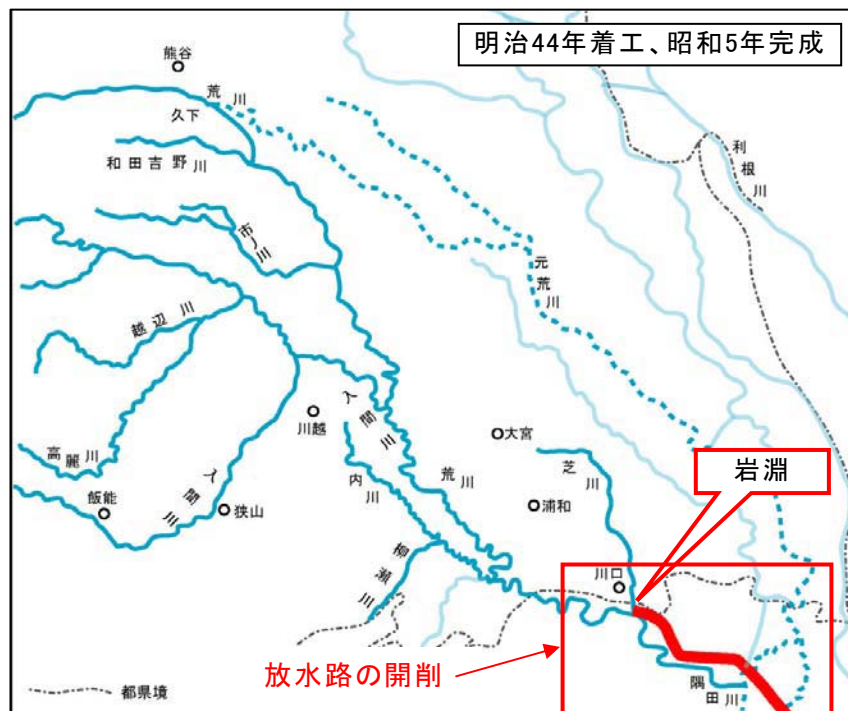 明治44年着工、昭和5年完成
熊谷
荒川
久下
和田吉野川
利根川
市ノ川
元荒川
越辺川
入間川
川越
大宮
高麗川
入間川
内川
荒川
芝川
岩淵
飯能
狭山
浦和
柳瀬川
川口
放水路の開削
隅田川
都県境